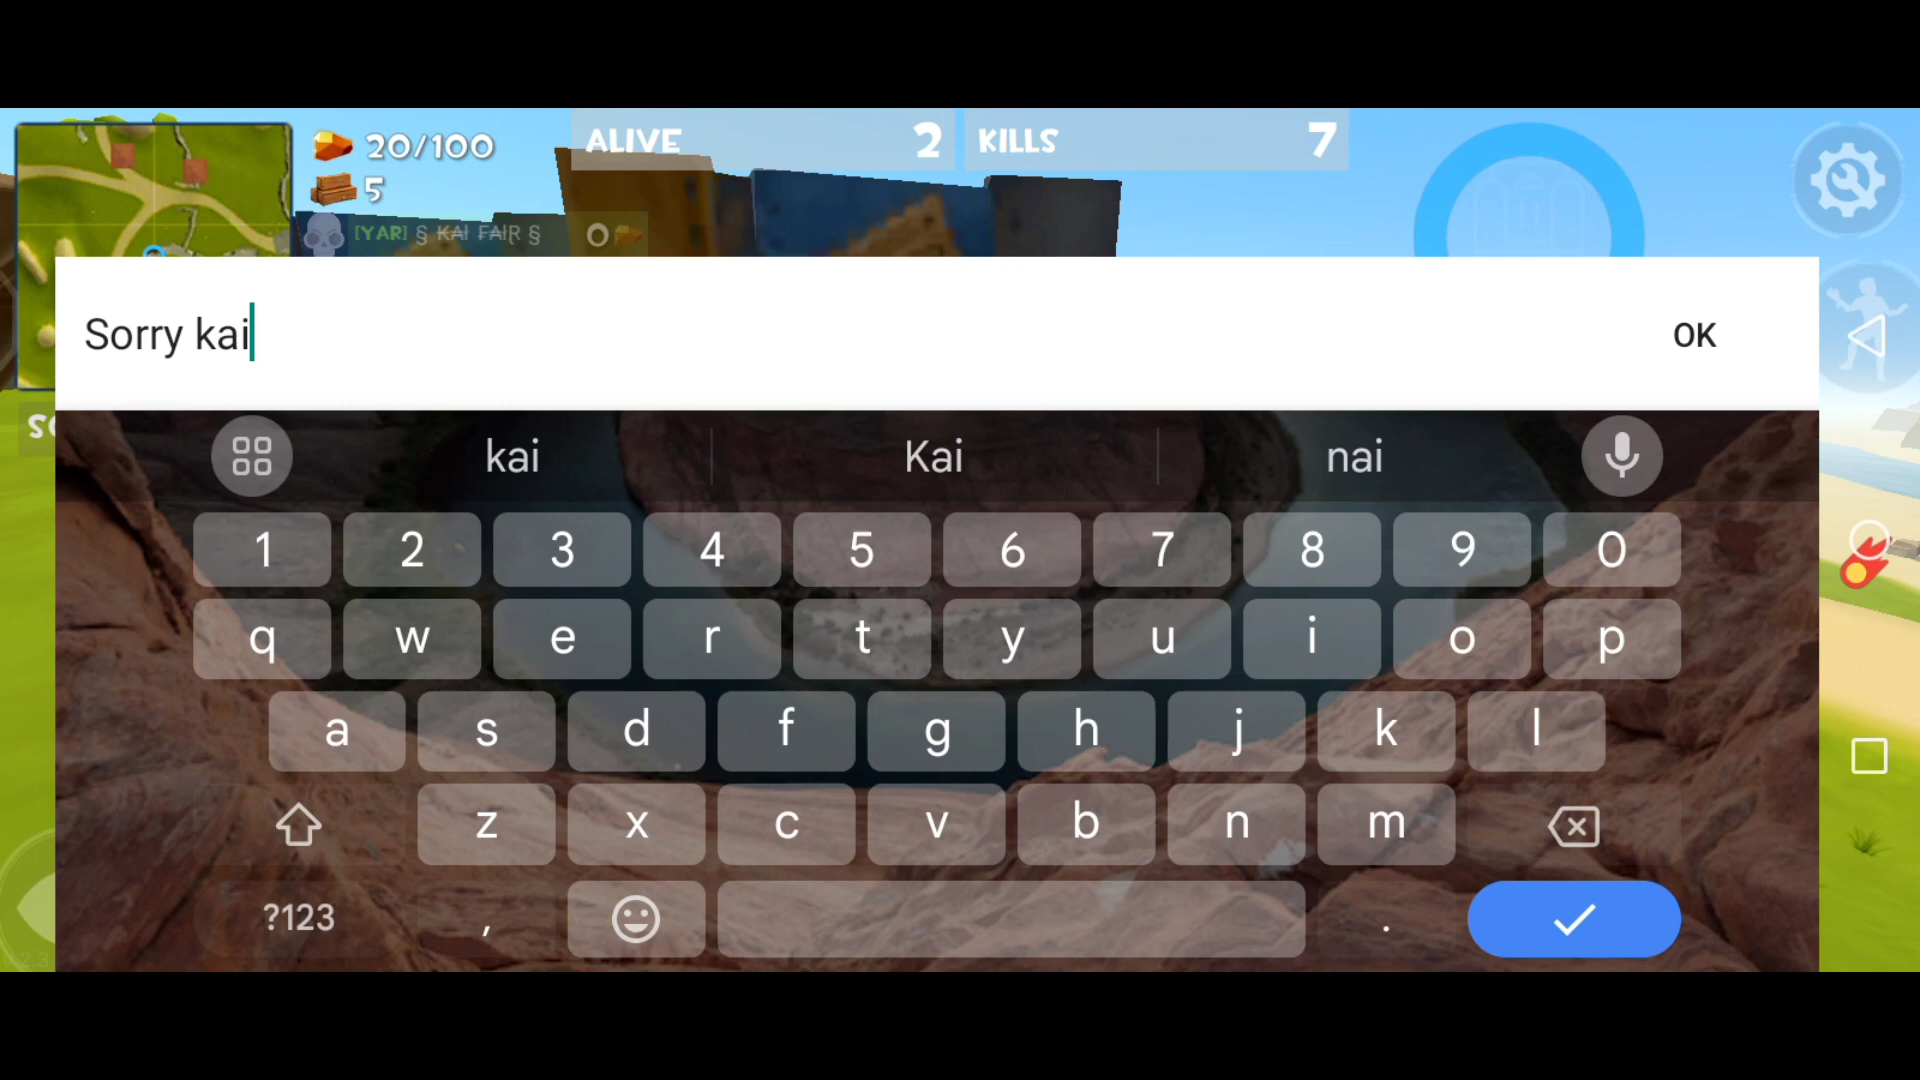 20/100
ALIVE 2
KILLS 7
5
[YAR] § KAI FAIR § 0
Sorry kai
OK
kai Kai nai
1 2 3 4 5 6 7 8 9 0
q w e r t y u i o p
a s d f g h j k l
z x c v b n m
?123 , .